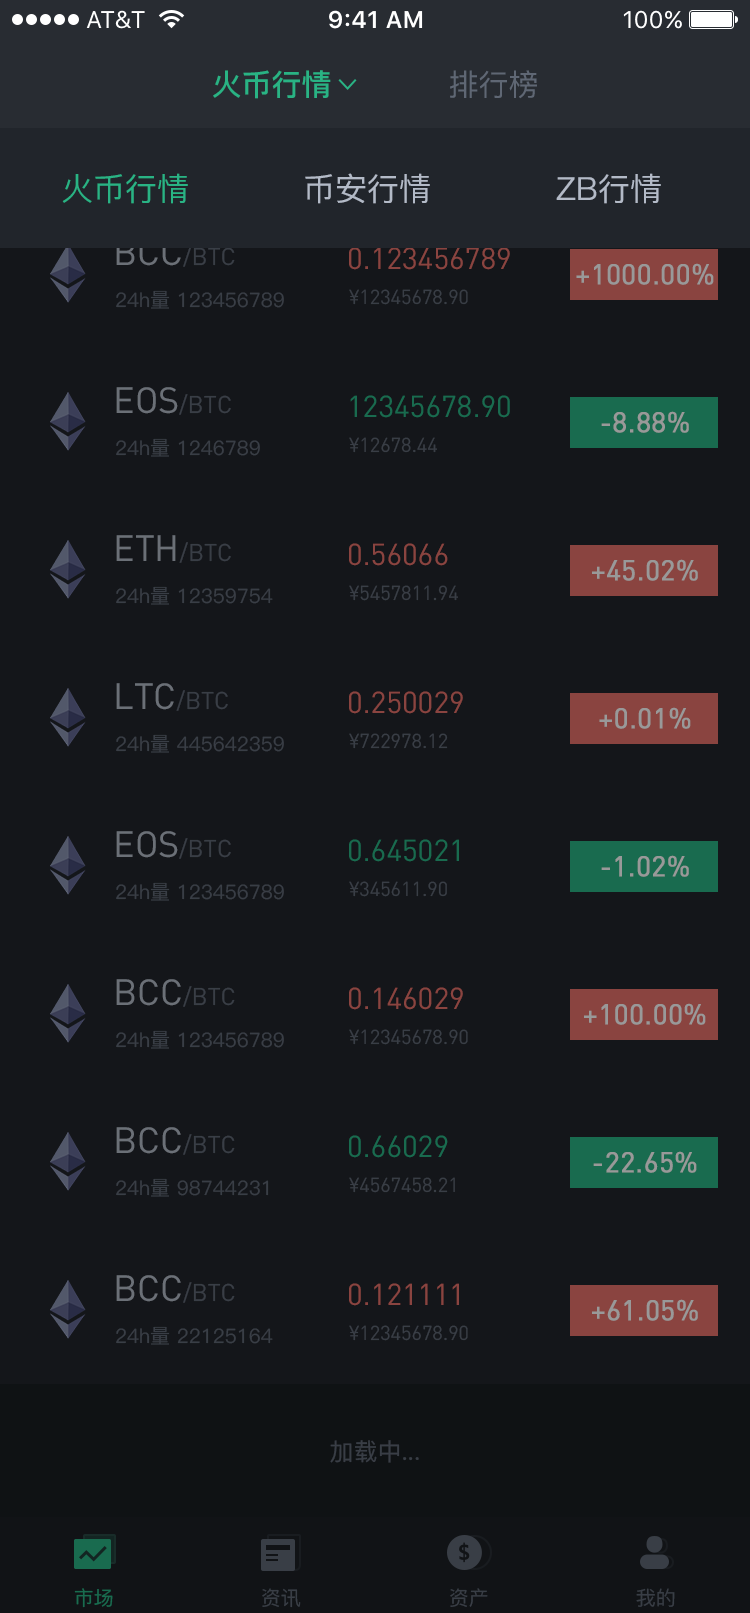 AT&T 9:41 AM 100%
火币行情 排行榜
火币行情 币安行情 ZB行情
BCC/BTC 0.123456789 +1000.00%
24h量 123456789 ¥12345678.90
EOS/BTC 12345678.90 -8.88%
24h量 1246789 ¥12678.44
ETH/BTC 0.56066 +45.02%
24h量 12359754 ¥5457811.94
LTC/BTC 0.250029 +0.01%
24h量 445642359 ¥722978.12
EOS/BTC 0.645021 -1.02%
24h量 123456789 ¥345611.90
BCC/BTC 0.146029 +100.00%
24h量 123456789 ¥12345678.90
BCC/BTC 0.66029 -22.65%
24h量 98744231 ¥4567458.21
BCC/BTC 0.121111 +61.05%
24h量 22125164 ¥12345678.90
加载中...
市场 资讯 资产 我的